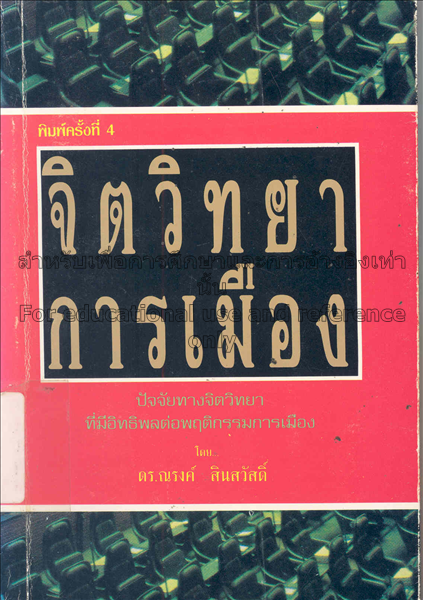 พิมพ์ครั้งที่ 4
จิตวิทยา
สำหรับเพื่อการศึกษาและการอ้างอิงเท่า
นั้น
การเมือง
For educational use and reference
only
ปัจจัยทางจิตวิทยา
ที่มีอิทธิพลต่อพฤติกรรมการเมือง
โดย...
ดร.ณรงค์ สินสวัสดิ์